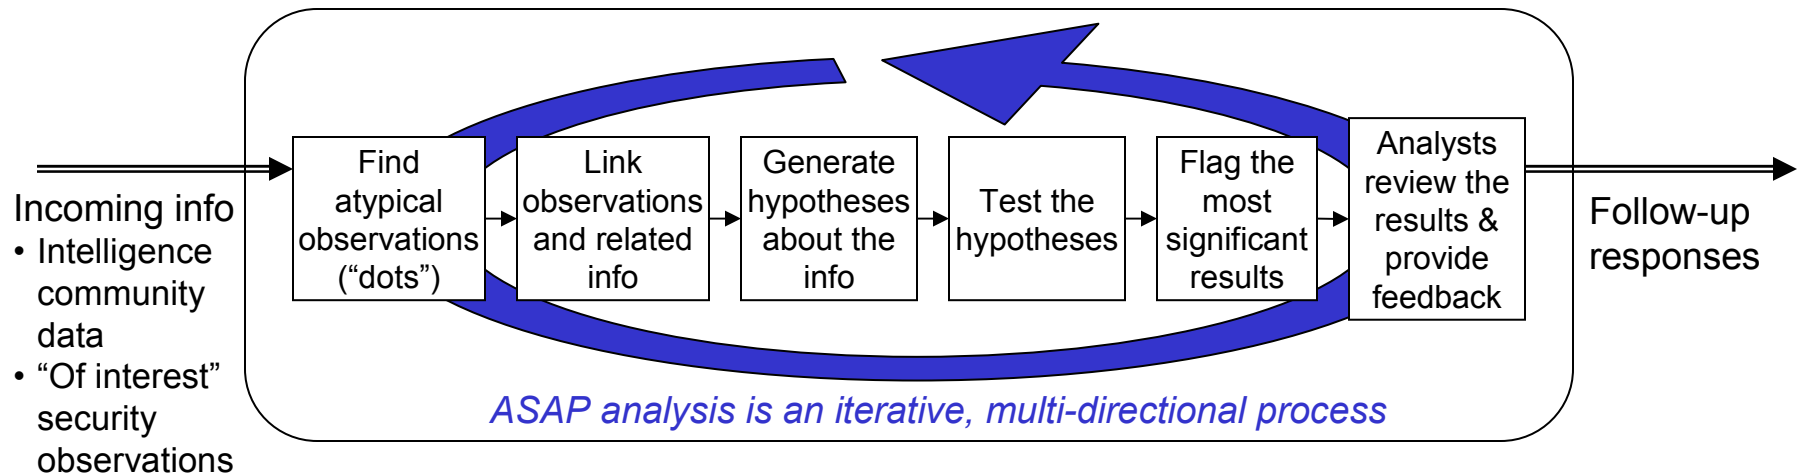 Incoming info
• Intelligence
community
data
• “Of interest”
security
observations
Find
atypical
observations
(“dots”)
Link
observations
and related
info
Generate
hypotheses
about the
info
Test the
hypotheses
Flag the
most
significant
results
Analysts
review the
results &
provide
feedback
Follow-up
responses
ASAP analysis is an iterative, multi-directional process